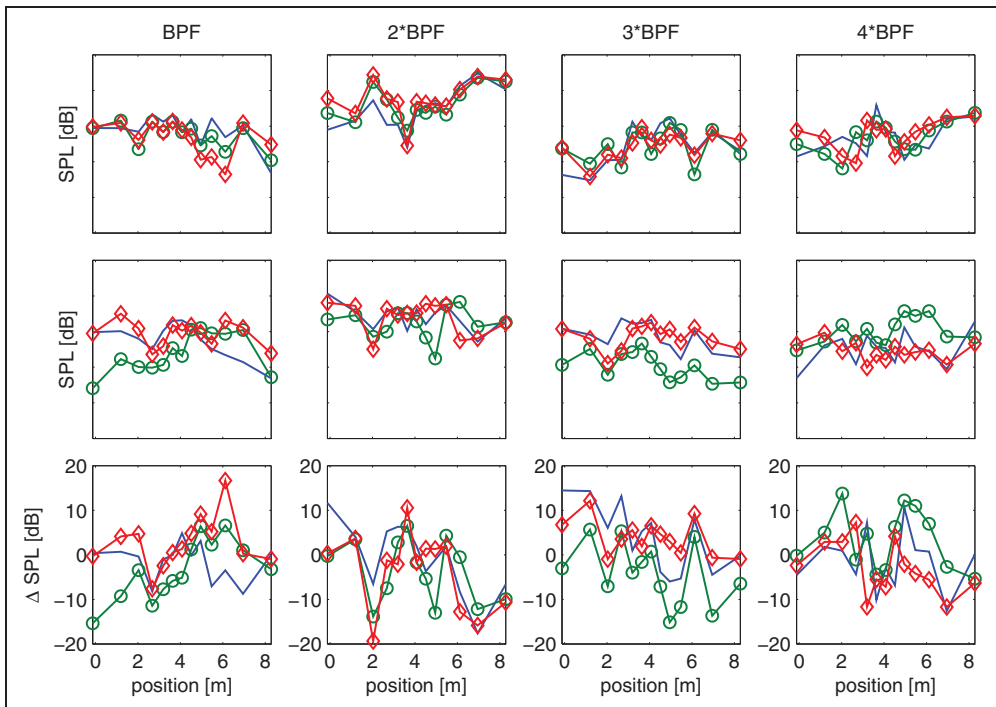 BPF 2*BPF 3*BPF 4*BPF
SPL [dB]
SPL [dB]
Δ SPL [dB]
20 20 20 20
10 10 10 10
0 0 0 0
−10 −10 −10 −10
−20 −20 −20 −20
0 2 4 6 8 0 2 4 6 8 0 2 4 6 8 0 2 4 6 8
position [m] position [m] position [m] position [m]